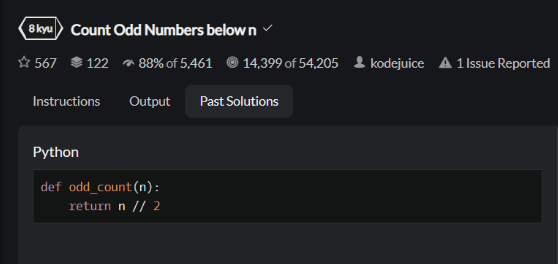 8 kyu Count Odd Numbers below n
567 122 88% of 5,461 14,399 of 54,205 kodejuice 1 Issue Reported
Instructions Output Past Solutions
Python
def odd_count(n):
    return n // 2